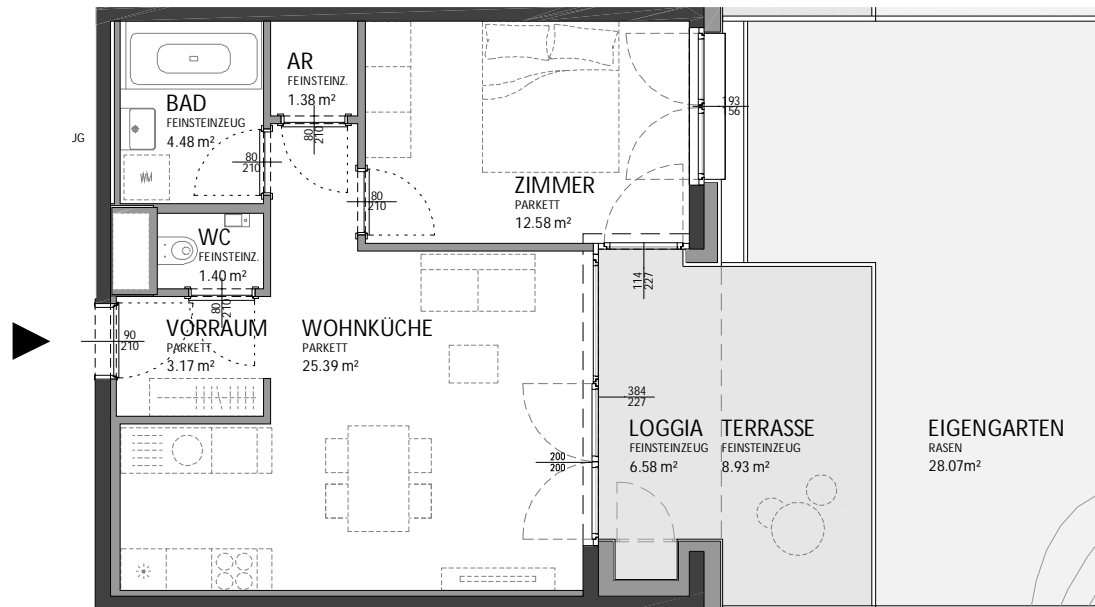 AR
FEINSTEINZ.
1.38 m²
BAD
FEINSTEINZEUG
4.48 m²
JG
WM
80
210
80
210
80
210
93
56
ZIMMER
PARKETT
12.58 m²
WC
FEINSTEINZ.
1.40 m²
80
210
114
227
90
210
VORRAUM
PARKETT
3.17 m²
WOHNKÜCHE
PARKETT
25.39 m²
384
227
200
200
LOGGIA
FEINSTEINZEUG
6.58 m²
TERRASSE
FEINSTEINZEUG
8.93 m²
EIGENGARTEN
RASEN
28.07m²